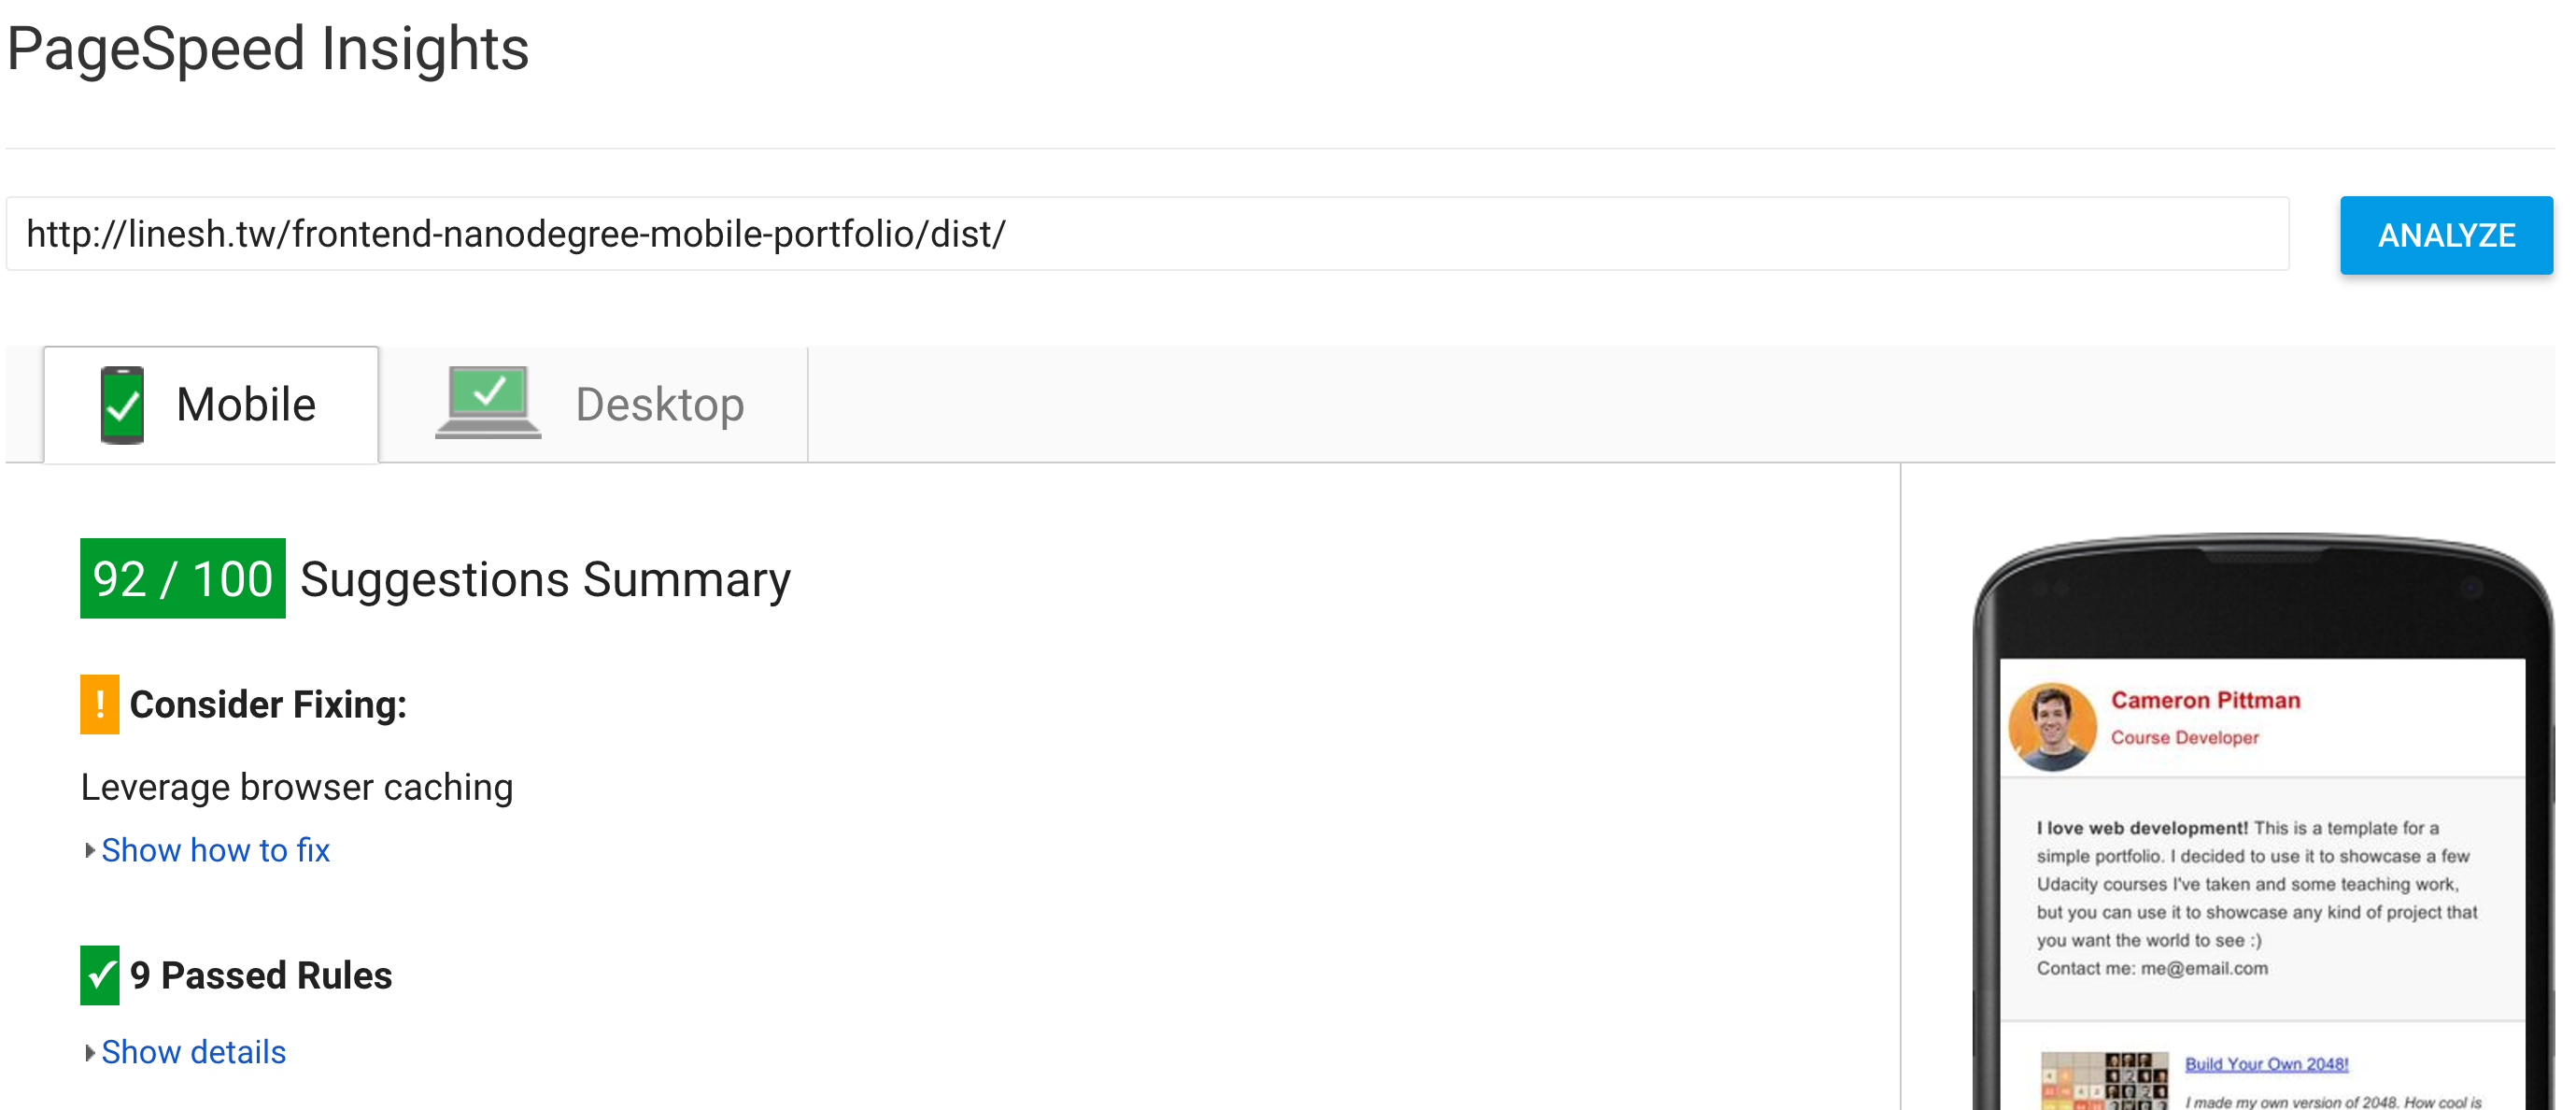 PageSpeed Insights
http://linesh.tw/frontend-nanodegree-mobile-portfolio/dist/
ANALYZE
Mobile
Desktop
92 / 100 Suggestions Summary
! Consider Fixing:
Leverage browser caching
Show how to fix
9 Passed Rules
Show details
Cameron Pittman
Course Developer
I love web development! This is a template for a
simple portfolio. I decided to use it to showcase a few
Udacity courses I've taken and some teaching work,
but you can use it to showcase any kind of project that
you want the world to see :)
Contact me: me@email.com
Build Your Own 2048!
I made my own version of 2048. How cool is